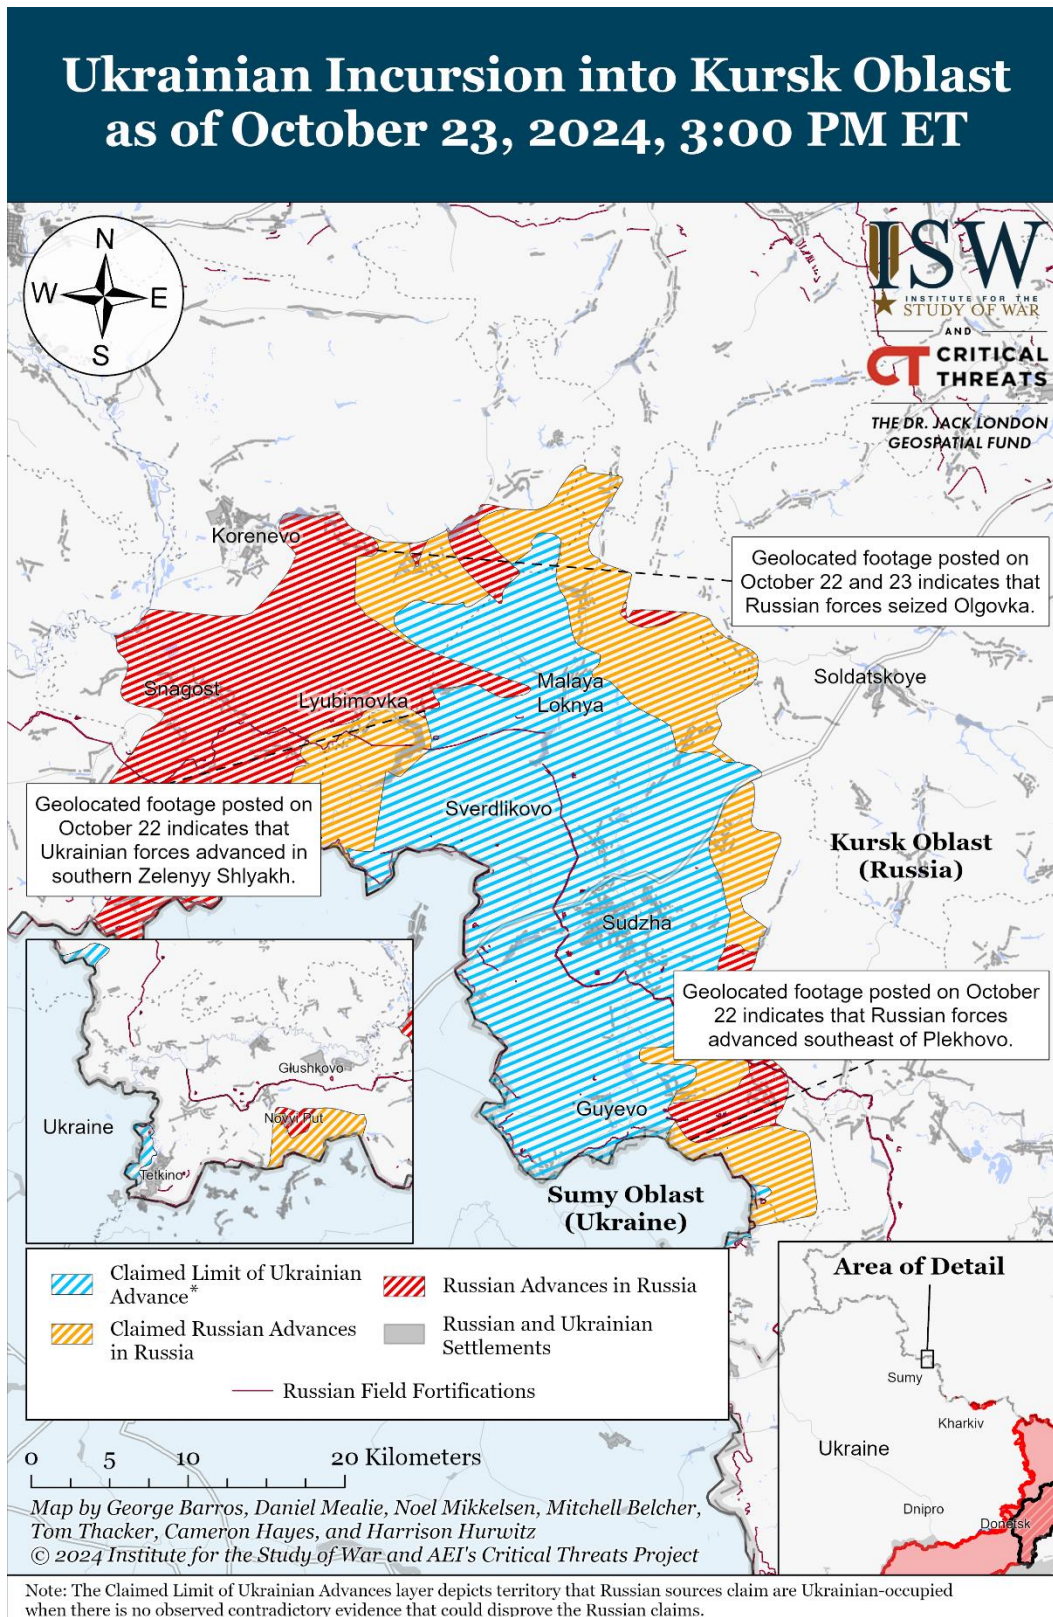 Ukrainian Incursion into Kursk Oblast
as of October 23, 2024, 3:00 PM ET
N
W
E
S
ISW
INSTITUTE FOR THE
STUDY OF WAR
AND
CT CRITICAL
THREATS
THE DR. JACK LONDON
GEOSPATIAL FUND
Korenevo
Geolocated footage posted on
October 22 and 23 indicates that
Russian forces seized Olgovka.
Snagost
Lyubimovka
Malaya
Loknya
Soldatskoye
Geolocated footage posted on
October 22 indicates that
Ukrainian forces advanced in
southern Zelenyy Shlyakh.
Sverdlikovo
Kursk Oblast
(Russia)
Sudzha
Geolocated footage posted on October
22 indicates that Russian forces
advanced southeast of Plekhovo.
Guyevo
Sumy Oblast
(Ukraine)
Glushkovo
Novyi Put
Ukraine
Tetkino
Claimed Limit of Ukrainian
Advance*
Russian Advances in Russia
Claimed Russian Advances
in Russia
Russian and Ukrainian
Settlements
Russian Field Fortifications
Area of Detail
Sumy
Kharkiv
Ukraine
Dnipro
Donetsk
0 5 10 20 Kilometers
Map by George Barros, Daniel Mealie, Noel Mikkelsen, Mitchell Belcher,
Tom Thacker, Cameron Hayes, and Harrison Hurwitz
© 2024 Institute for the Study of War and AEI's Critical Threats Project
Note: The Claimed Limit of Ukrainian Advances layer depicts territory that Russian sources claim are Ukrainian-occupied
when there is no observed contradictory evidence that could disprove the Russian claims.